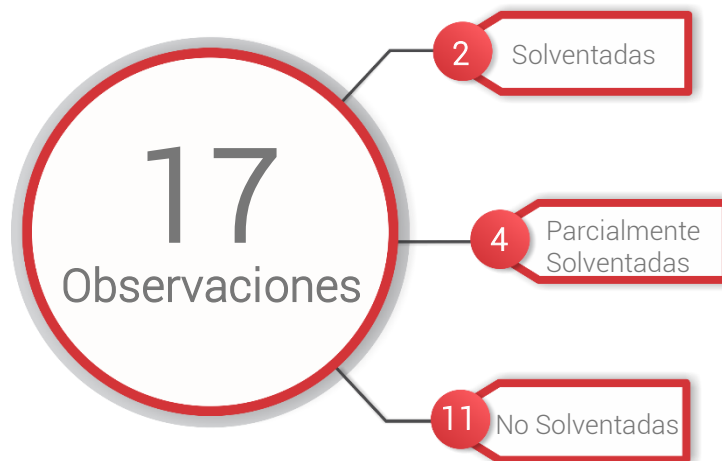 17
Observaciones
2
Solventadas
4
Parcialmente
Solventadas
11
No Solventadas